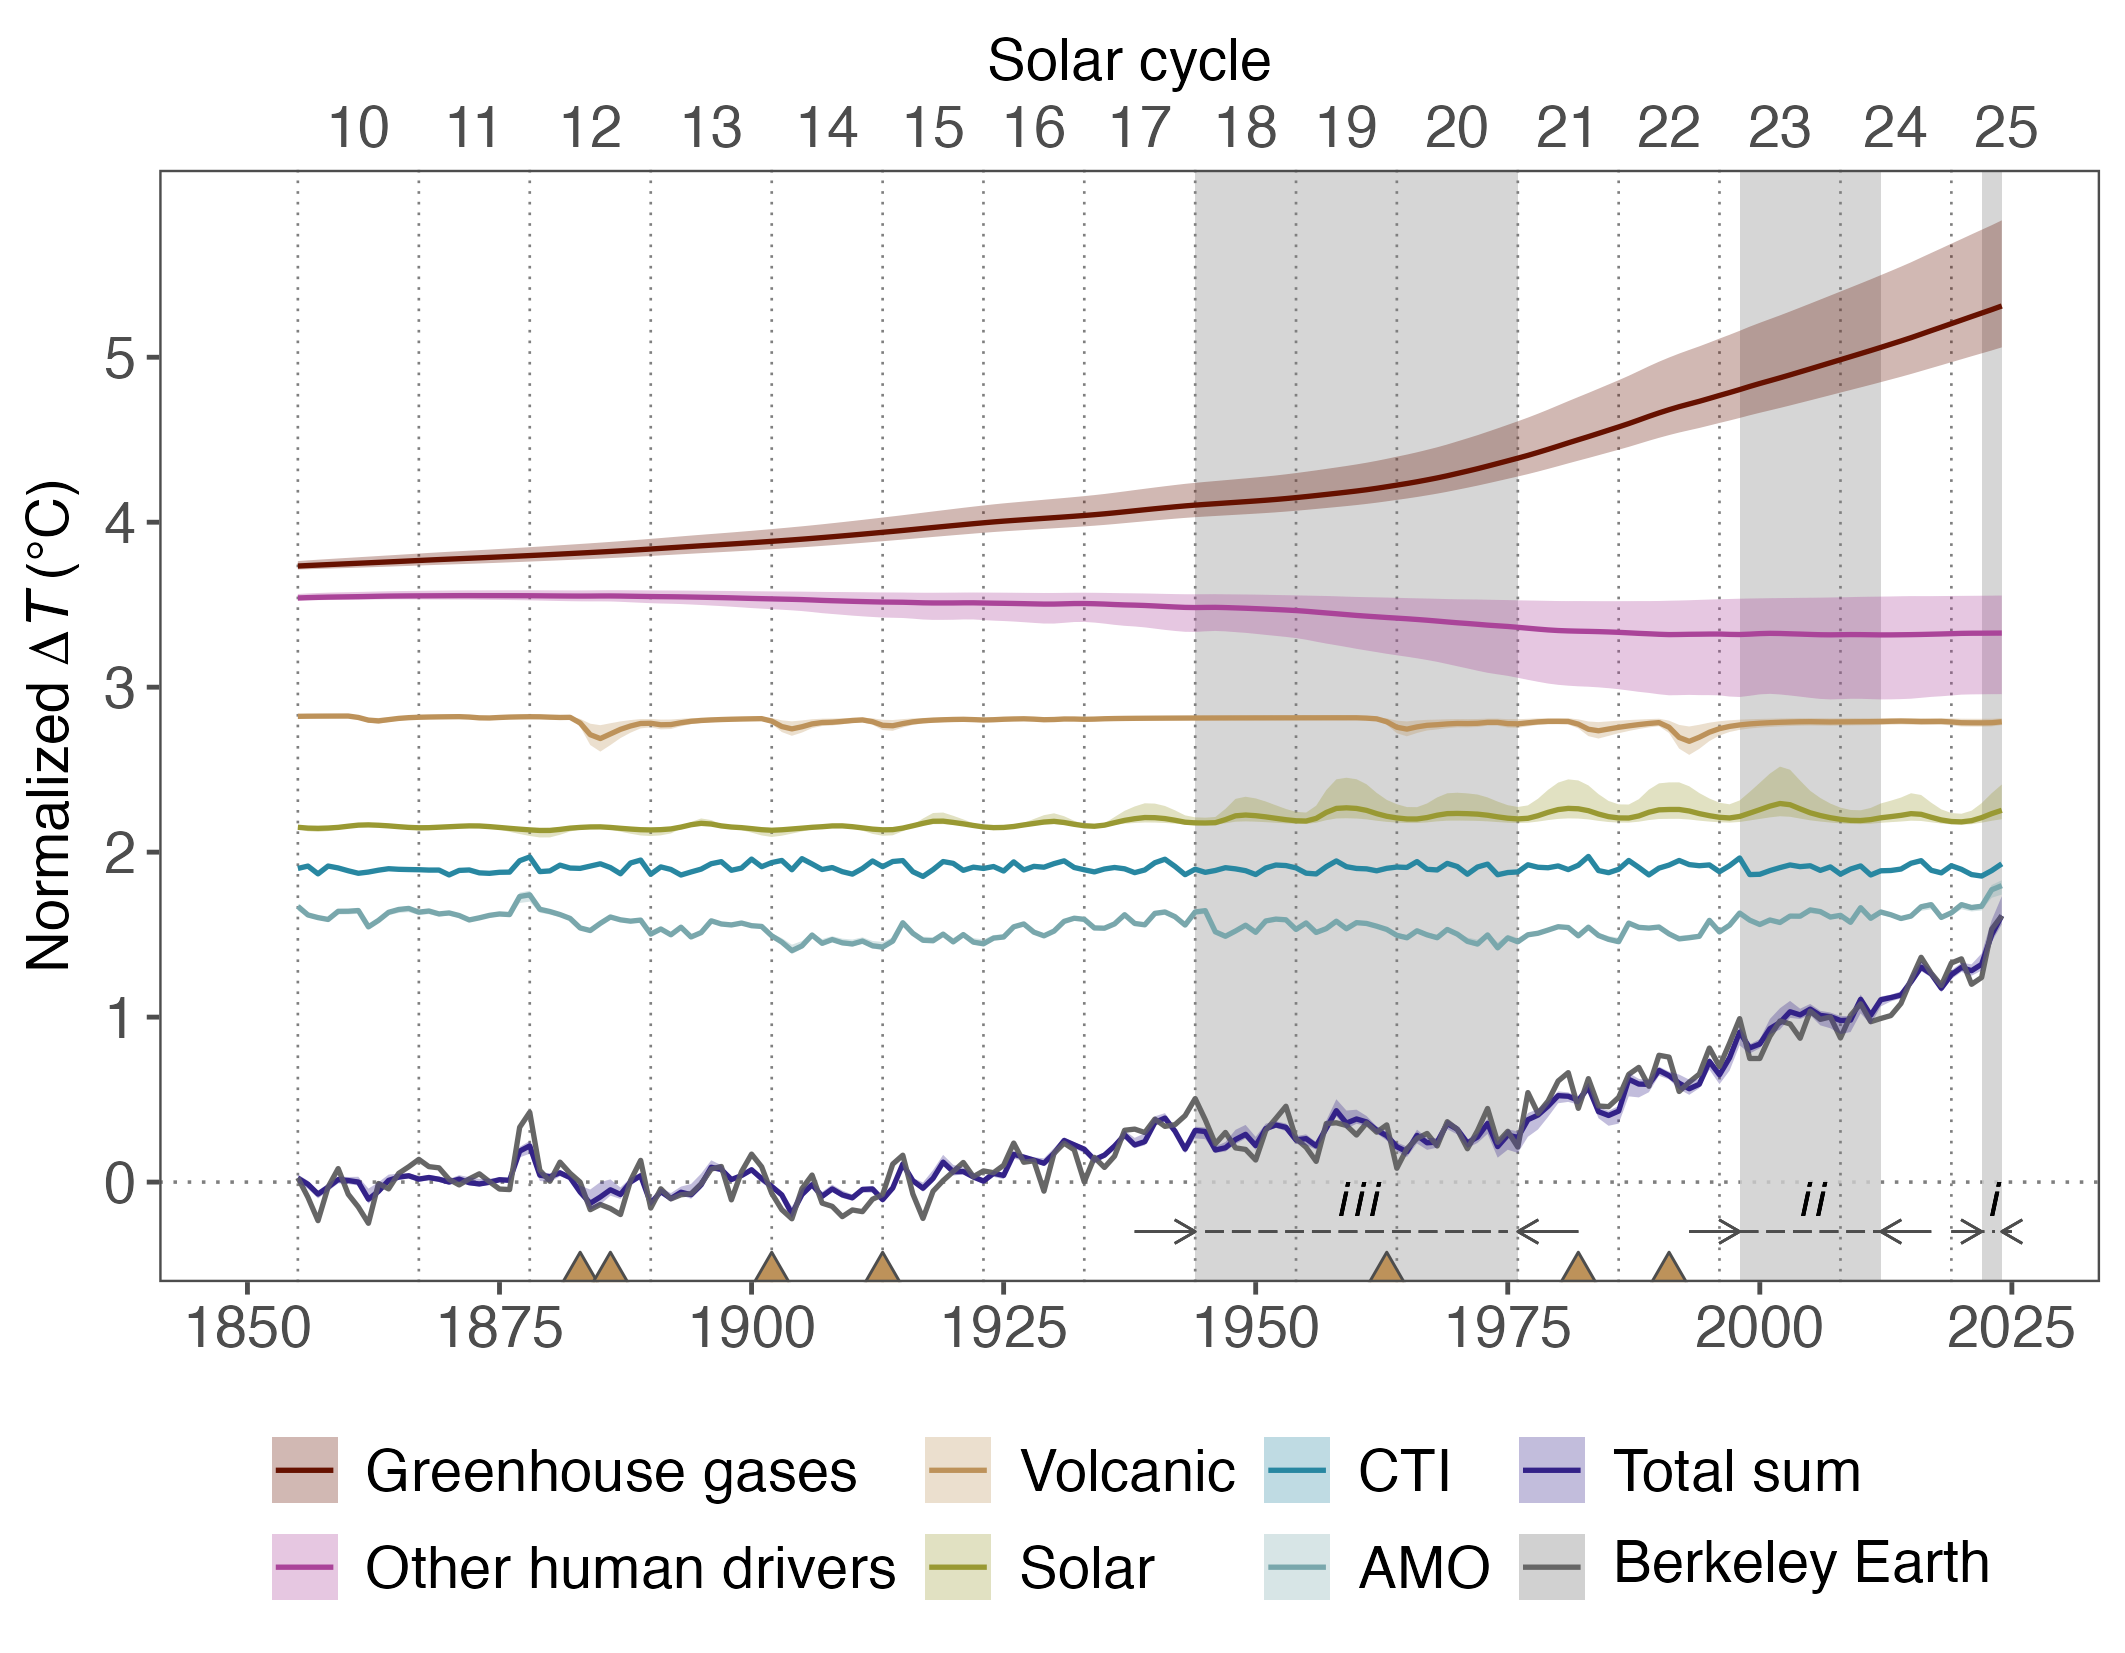 Solar cycle
10 11 12 13 14 15 16 17 18 19 20 21 22 23 24 25
Normalized Δ T (°C)
5
4
3
2
1
0
iii ii i
1850 1875 1900 1925 1950 1975 2000 2025
Greenhouse gases Volcanic CTI Total sum
Other human drivers Solar AMO Berkeley Earth